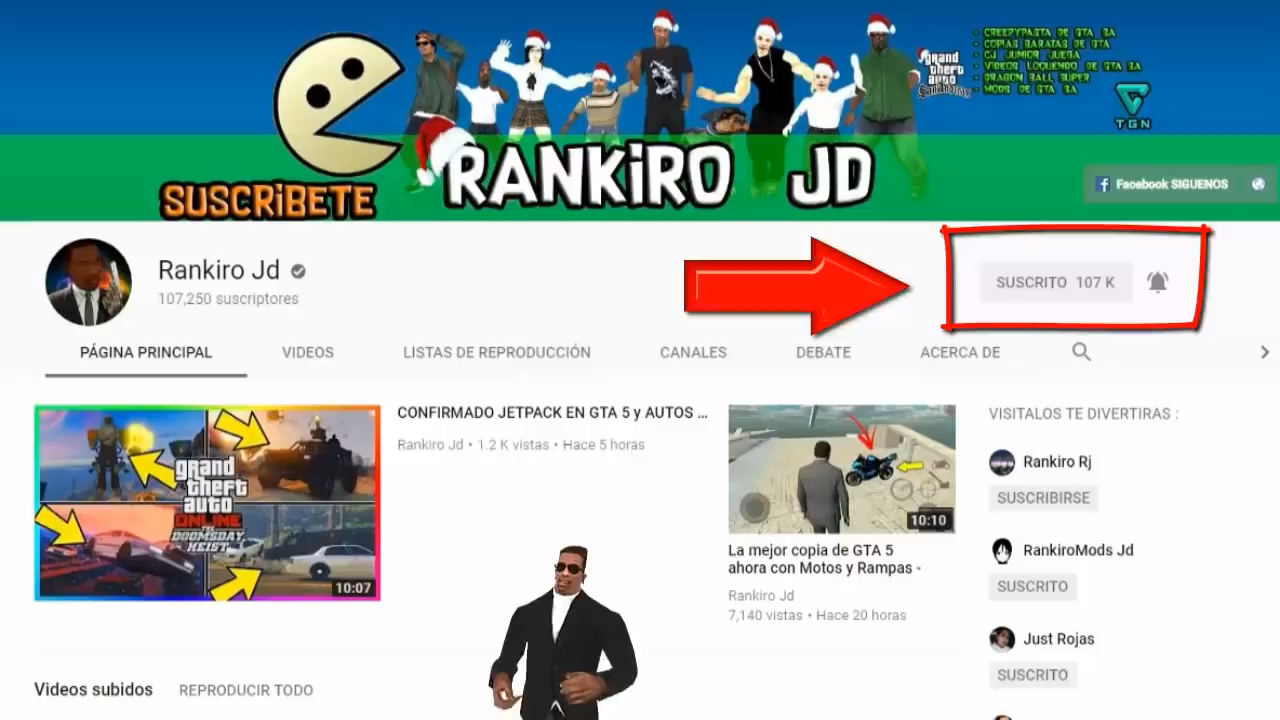 CREEPYPASTA DE GTA SA
COPIAS BARATAS DE GTA
CJ JUNIOR JUEGA
VIDEOS LOQUENDO DE GTA SA
DRAGON BALL SUPER
MODS DE GTA SA
grand
theft
auto
SanAndreas
TGN
RANKiRO JD
SUSCRiBETE
Facebook SIGUENOS
Rankiro Jd
107,250 suscriptores
SUSCRITO 107 K
PÁGINA PRINCIPAL VIDEOS LISTAS DE REPRODUCCIÓN CANALES DEBATE ACERCA DE
grand
theft
auto
ONLINE
THE
DOOMSDAY
HEIST
10:07
CONFIRMADO JETPACK EN GTA 5 y AUTOS ...
Rankiro Jd • 1.2 K vistas • Hace 5 horas
10:10
La mejor copia de GTA 5
ahora con Motos y Rampas -
Rankiro Jd
7,140 vistas • Hace 20 horas
VISITALOS TE DIVERTIRAS :
Rankiro Rj
SUSCRIBIRSE
RankiroMods Jd
SUSCRITO
Just Rojas
SUSCRITO
Videos subidos REPRODUCIR TODO